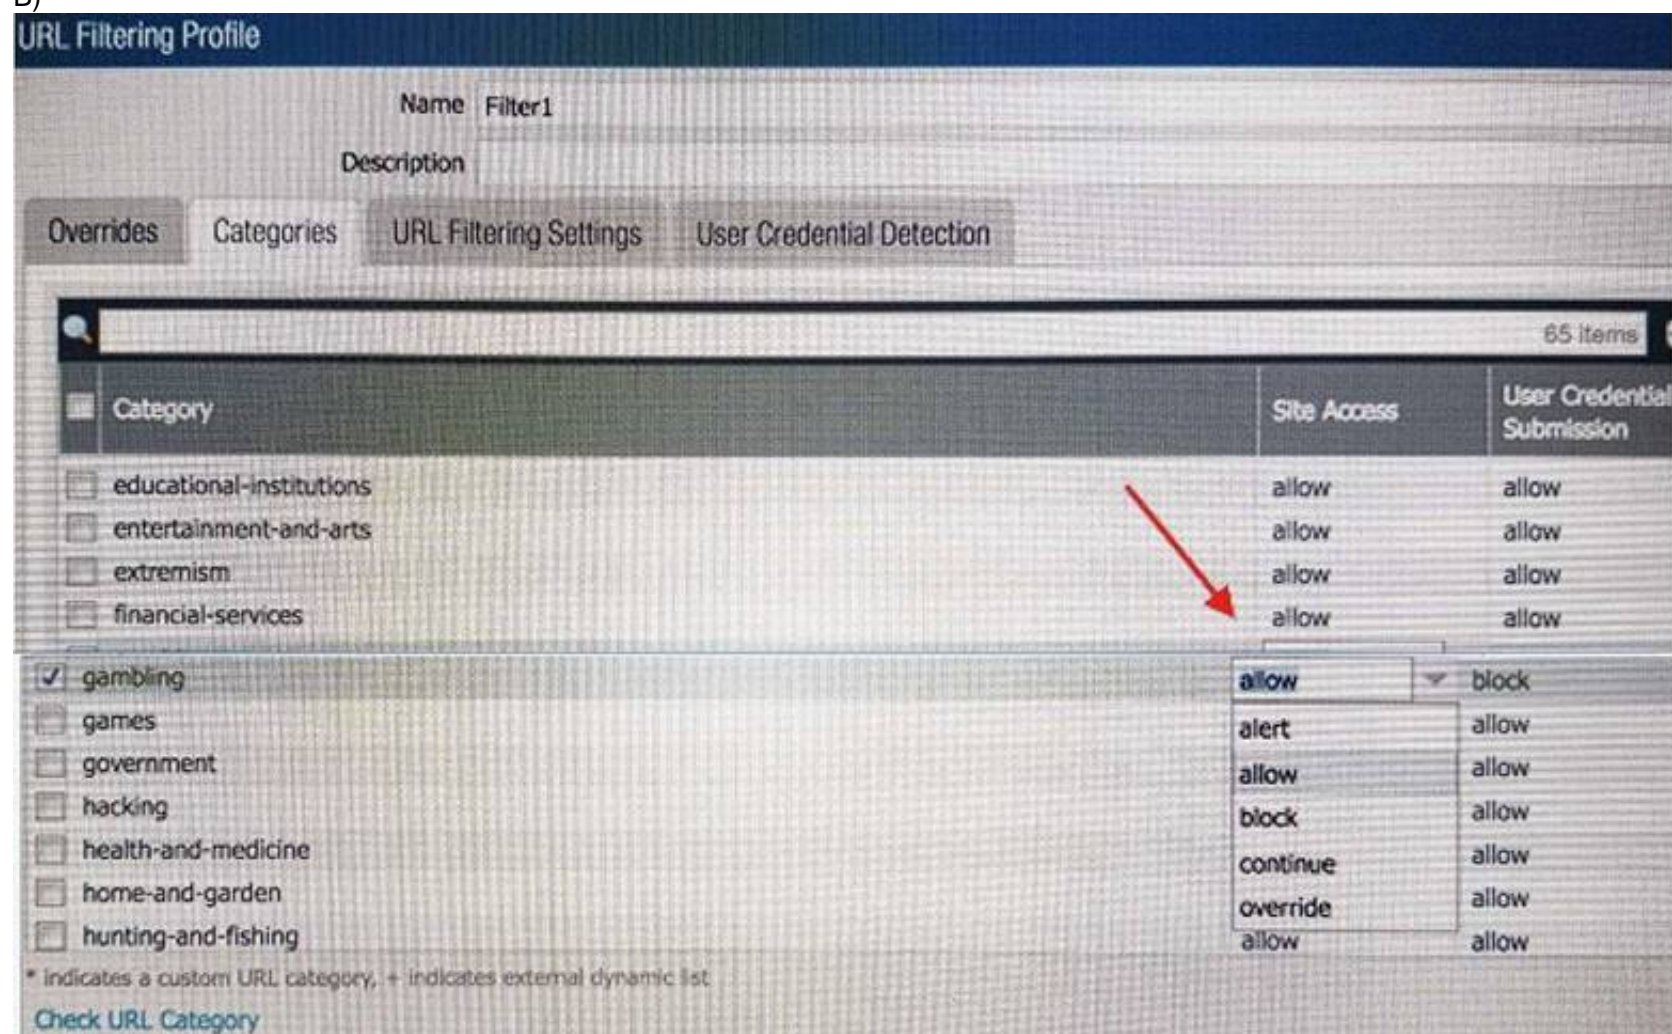 B)
URL Filtering Profile
Name Filter1
Description
Overrides Categories URL Filtering Settings User Credential Detection
65 items
Category Site Access User Credential Submission
educational-institutions allow allow
entertainment-and-arts allow allow
extremism allow allow
financial-services allow allow
gambling allow block
games alert allow
government allow allow
hacking block allow
health-and-medicine continue allow
home-and-garden override allow
hunting-and-fishing allow allow
* indicates a custom URL category, + indicates external dynamic list
Check URL Category